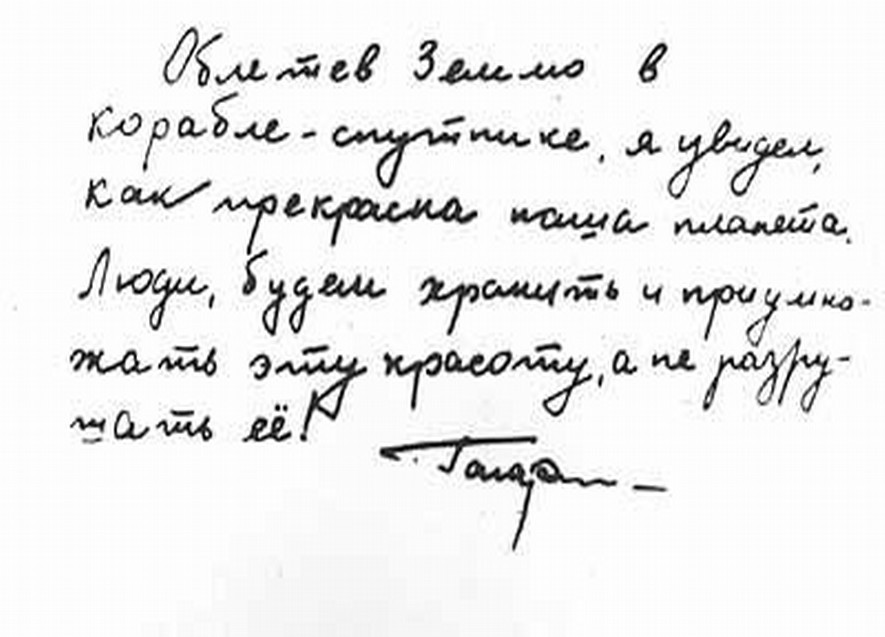 Облетев Землю в
корабле-спутнике, я увидел,
как прекрасна наша планета.
Люди, будем хранить и приумно-
жать эту красоту, а не разру-
шать её!
Гагарин